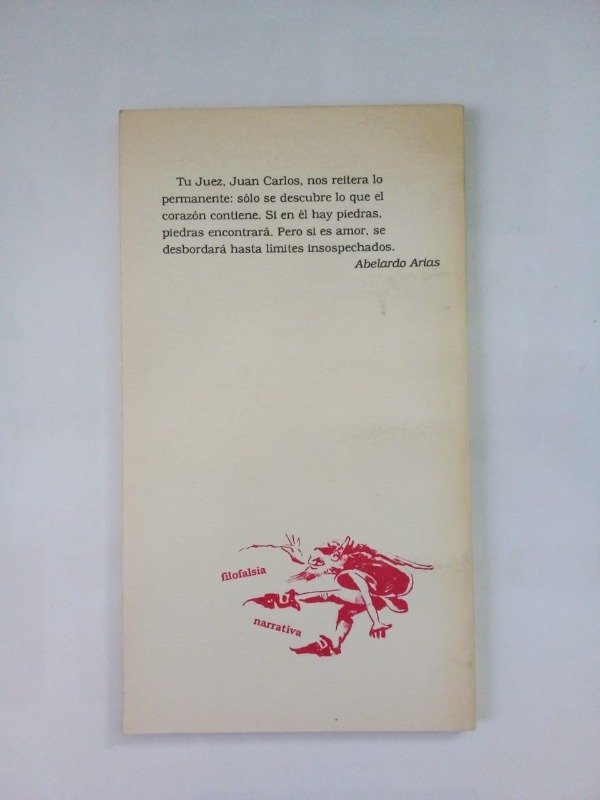 Tu Juez, Juan Carlos, nos reitera lo
permanente: sólo se descubre lo que el
corazón contiene. Si en él hay piedras,
piedras encontrará. Pero si es amor, se
desbordará hasta límites insospechados.
Abelardo Arias
filofalsía
narrativa